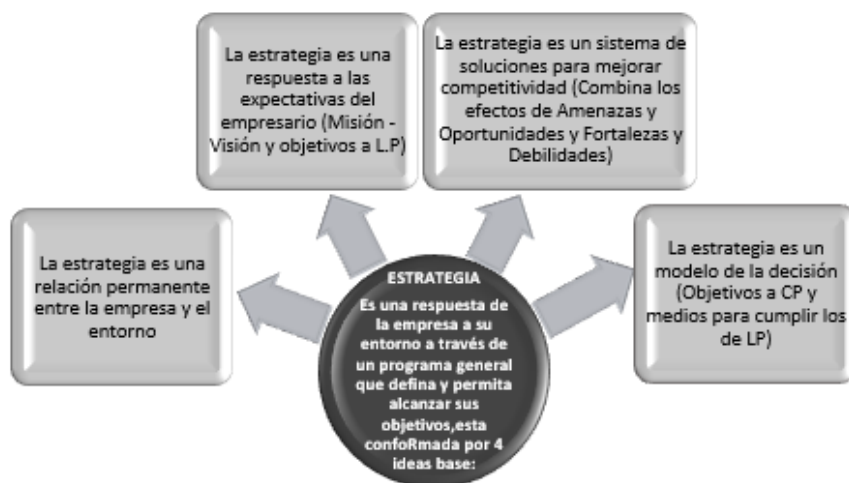 La estrategia es una
respuesta a las
expectativas del
empresario (Misión -
Visión y objetivos a L.P)
La estrategia es un sistema de
soluciones para mejorar
competitividad (Combina los
efectos de Amenazas y
Oportunidades y Fortalezas y
Debilidades)
La estrategia es una
relación permanente
entre la empresa y el
entorno
La estrategia es un
modelo de la decisión
(Objetivos a CP y
medios para cumplir los
de LP)
ESTRATEGIA
Es una respuesta de
la empresa a su
entorno a través de
un programa general
que defina y permita
alcanzar sus
objetivos,esta
confoRmada por 4
ideas base: